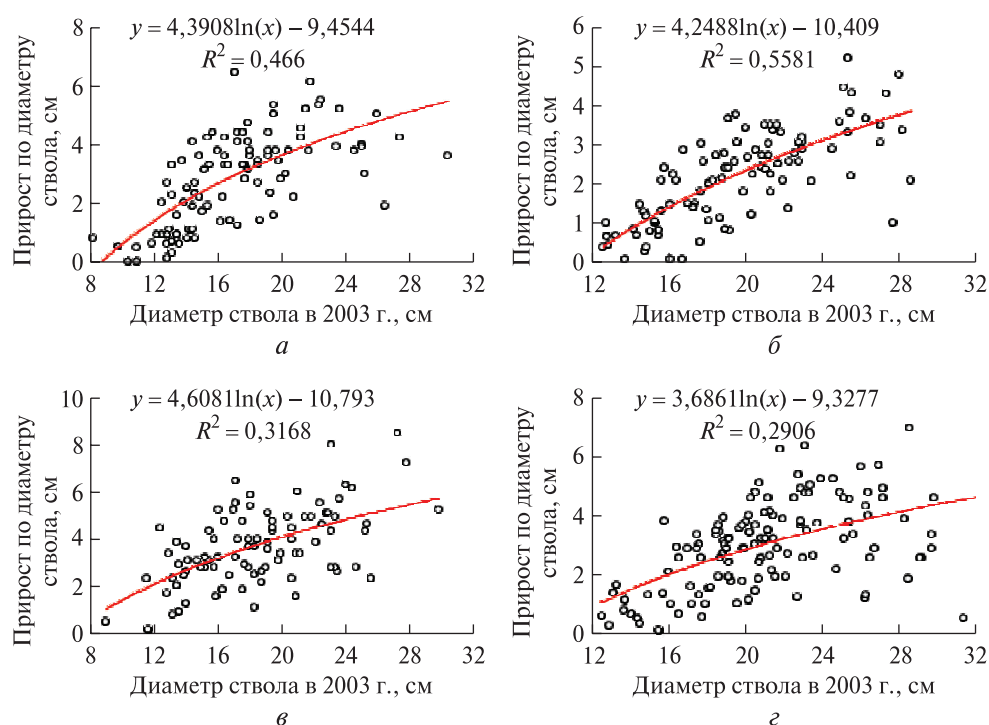 y = 4,3908ln(x) − 9,4544
R² = 0,466
Прирост по диаметру
ствола, см
8
6
4
2
0
8 12 16 20 24 28 32
Диаметр ствола в 2003 г., см
а
y = 4,2488ln(x) − 10,409
R² = 0,5581
Прирост по диаметру
ствола, см
6
5
4
3
2
1
0
12 16 20 24 28 32
Диаметр ствола в 2003 г., см
б
y = 4,6081ln(x) − 10,793
R² = 0,3168
Прирост по диаметру
ствола, см
10
8
6
4
2
0
8 12 16 20 24 28 32
Диаметр ствола в 2003 г., см
в
y = 3,6861ln(x) − 9,3277
R² = 0,2906
Прирост по диаметру
ствола, см
8
6
4
2
0
12 16 20 24 28 32
Диаметр ствола в 2003 г., см
г